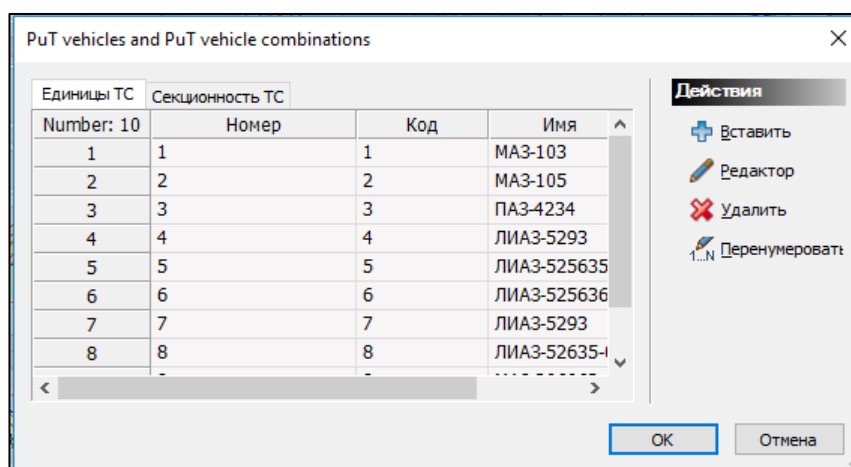 PuT vehicles and PuT vehicle combinations
Единицы ТС Секционность ТС
Number: 10 Номер Код Имя
1 1 1 МАЗ-103
2 2 2 МАЗ-105
3 3 3 ПАЗ-4234
4 4 4 ЛИАЗ-5293
5 5 5 ЛИАЗ-525635
6 6 6 ЛИАЗ-525636
7 7 7 ЛИАЗ-5293
8 8 8 ЛИАЗ-52635-
Действия
Вставить
Редактор
Удалить
1...N Перенумеровать
OK Отмена